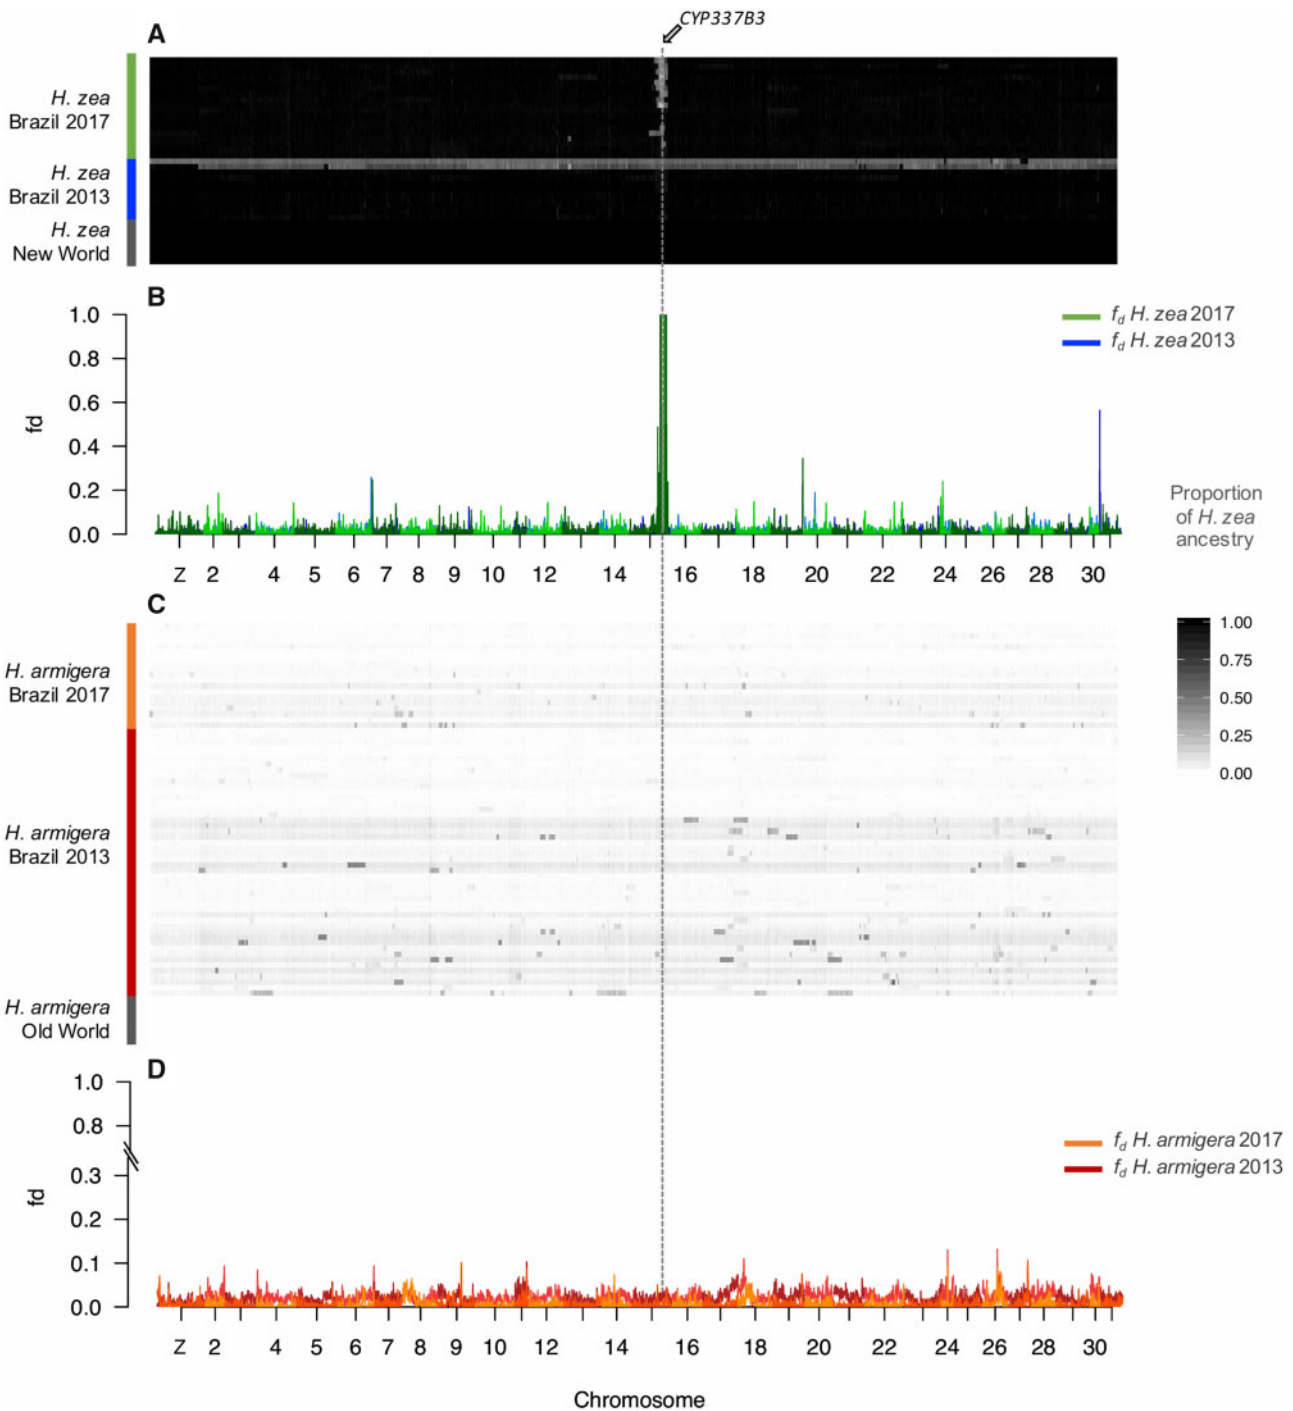 A
CYP337B3
H. zea
Brazil 2017
H. zea
Brazil 2013
H. zea
New World
B
fd
1.0
0.8
0.6
0.4
0.2
0.0
fd H. zea 2017
fd H. zea 2013
Z 2 4 5 6 7 8 9 10 12 14 16 18 20 22 24 26 28 30
Proportion
of H. zea
ancestry
1.00
0.75
0.50
0.25
0.00
C
H. armigera
Brazil 2017
H. armigera
Brazil 2013
H. armigera
Old World
D
fd
1.0
0.8
0.3
0.2
0.1
0.0
fd H. armigera 2017
fd H. armigera 2013
Z 2 4 5 6 7 8 9 10 12 14 16 18 20 22 24 26 28 30
Chromosome